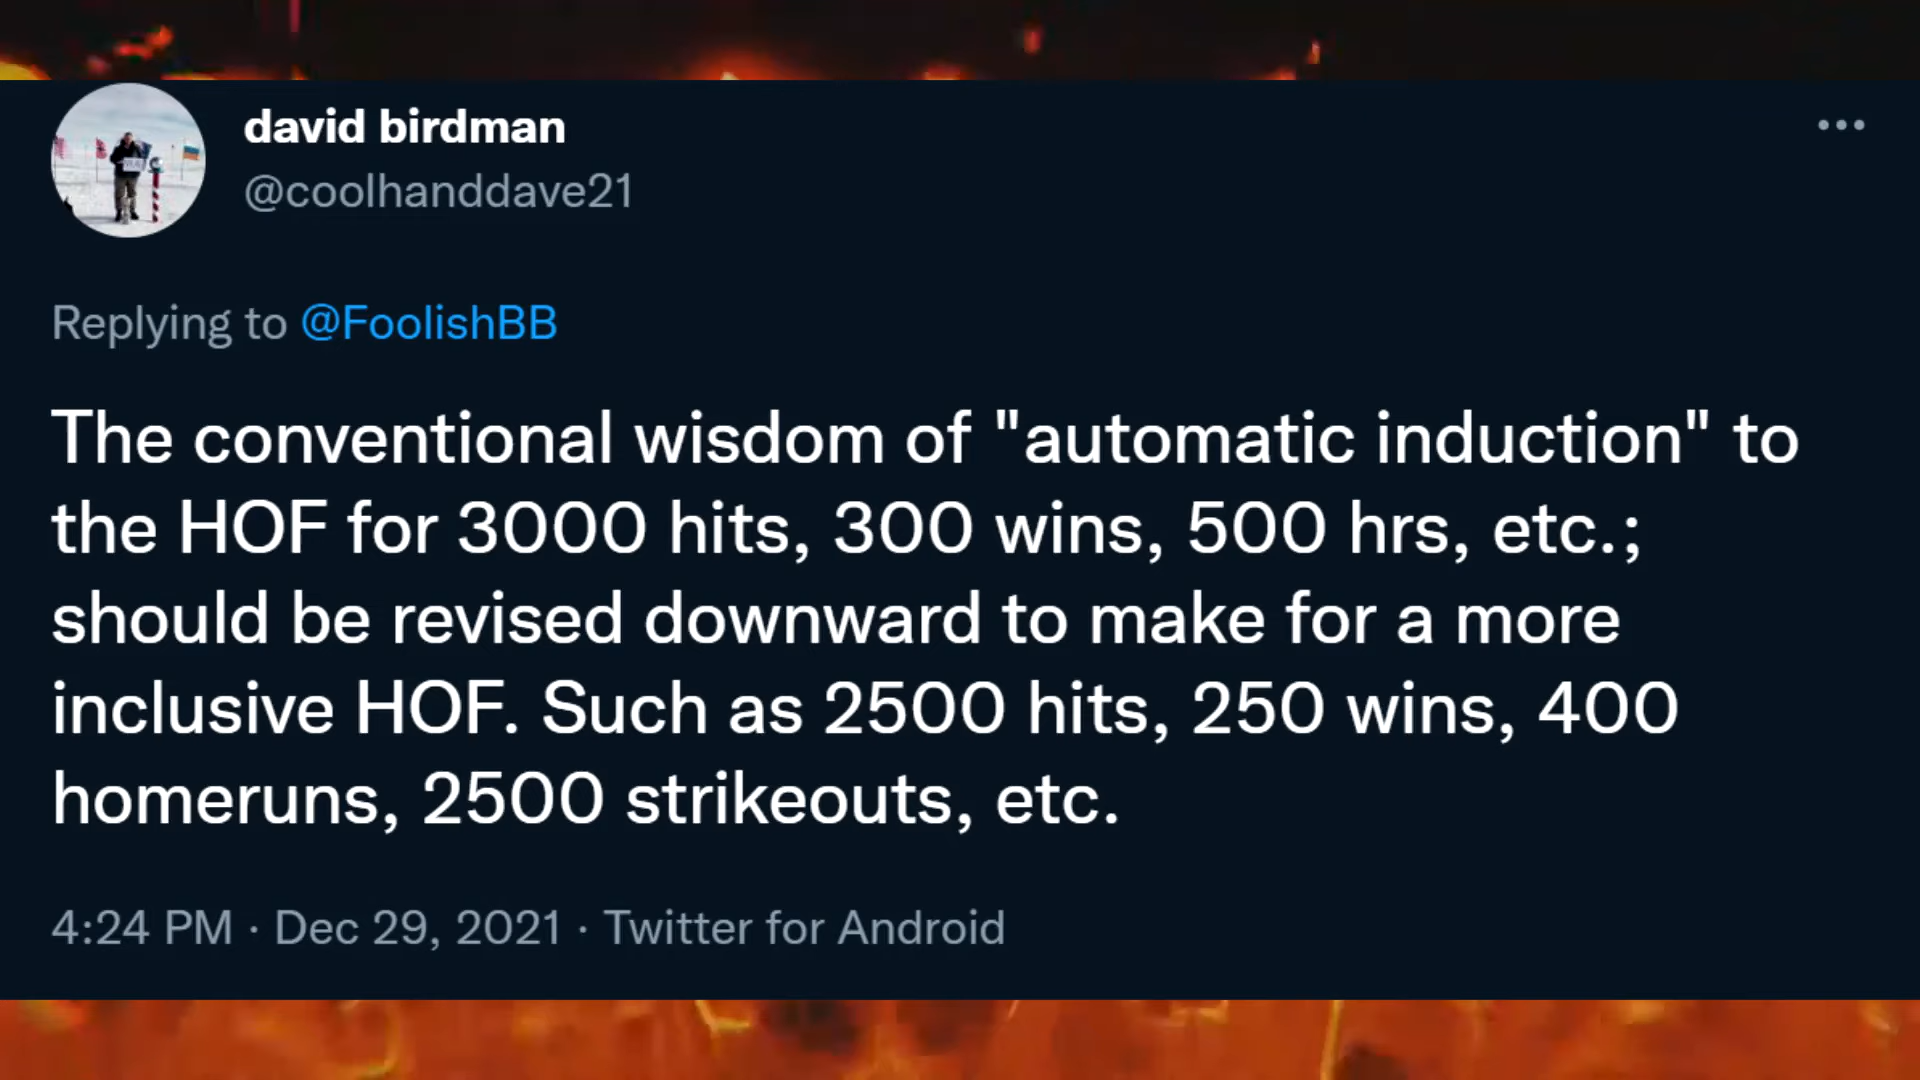 david birdman
@coolhanddave21
Replying to @FoolishBB
The conventional wisdom of "automatic induction" to
the HOF for 3000 hits, 300 wins, 500 hrs, etc.;
should be revised downward to make for a more
inclusive HOF. Such as 2500 hits, 250 wins, 400
homeruns, 2500 strikeouts, etc.
4:24 PM · Dec 29, 2021 · Twitter for Android